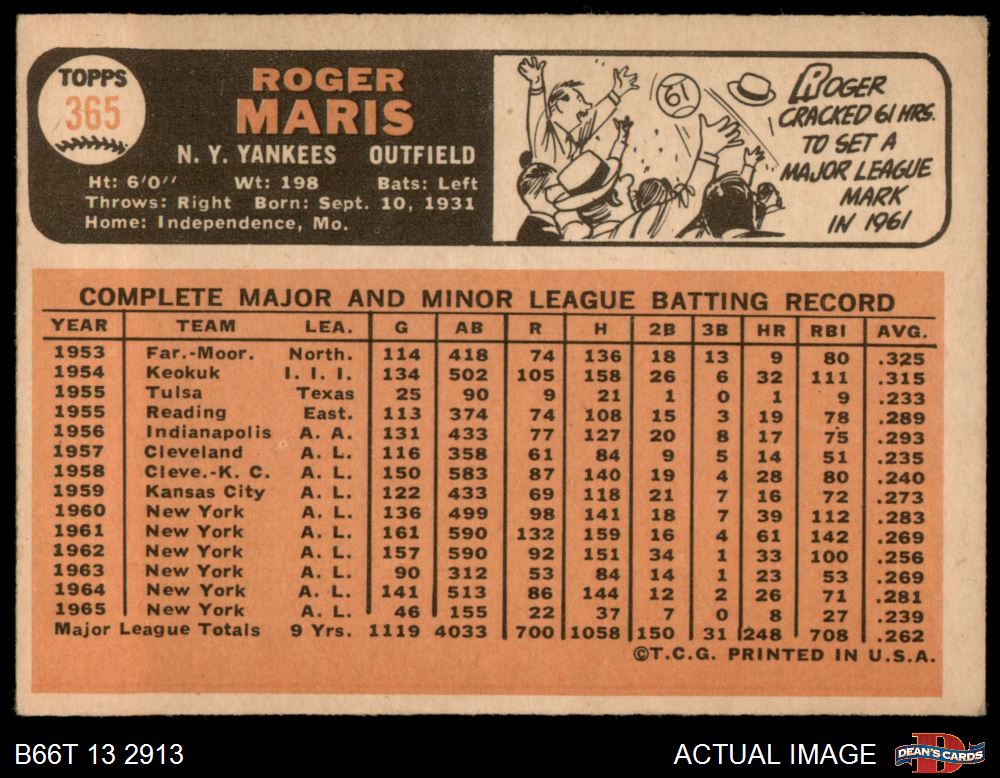 TOPPS
365
ROGER
MARIS
N. Y. YANKEES OUTFIELD
Ht: 6'0'' Wt: 198 Bats: Left
Throws: Right Born: Sept. 10, 1931
Home: Independence, Mo.
61
ROGER
CRACKED 61 HRS.
TO SET A
MAJOR LEAGUE
MARK
IN 1961
COMPLETE MAJOR AND MINOR LEAGUE BATTING RECORD
YEAR TEAM LEA. G AB R H 2B 3B HR RBI AVG.
1953 Far.-Moor. North. 114 418 74 136 18 13 9 80 .325
1954 Keokuk I. I. I. 134 502 105 158 26 6 32 111 .315
1955 Tulsa Texas 25 90 9 21 1 0 1 9 .233
1955 Reading East. 113 374 74 108 15 3 19 78 .289
1956 Indianapolis A. A. 131 433 77 127 20 8 17 75 .293
1957 Cleveland A. L. 116 358 61 84 9 5 14 51 .235
1958 Cleve.-K. C. A. L. 150 583 87 140 19 4 28 80 .240
1959 Kansas City A. L. 122 433 69 118 21 7 16 72 .273
1960 New York A. L. 136 499 98 141 18 7 39 112 .283
1961 New York A. L. 161 590 132 159 16 4 61 142 .269
1962 New York A. L. 157 590 92 151 34 1 33 100 .256
1963 New York A. L. 90 312 53 84 14 1 23 53 .269
1964 New York A. L. 141 513 86 144 12 2 26 71 .281
1965 New York A. L. 46 155 22 37 7 0 8 27 .239
Major League Totals 9 Yrs. 1119 4033 700 1058 150 31 248 708 .262
©T.C.G. PRINTED IN U.S.A.
B66T 13 2913 ACTUAL IMAGE
DEAN'S CARDS